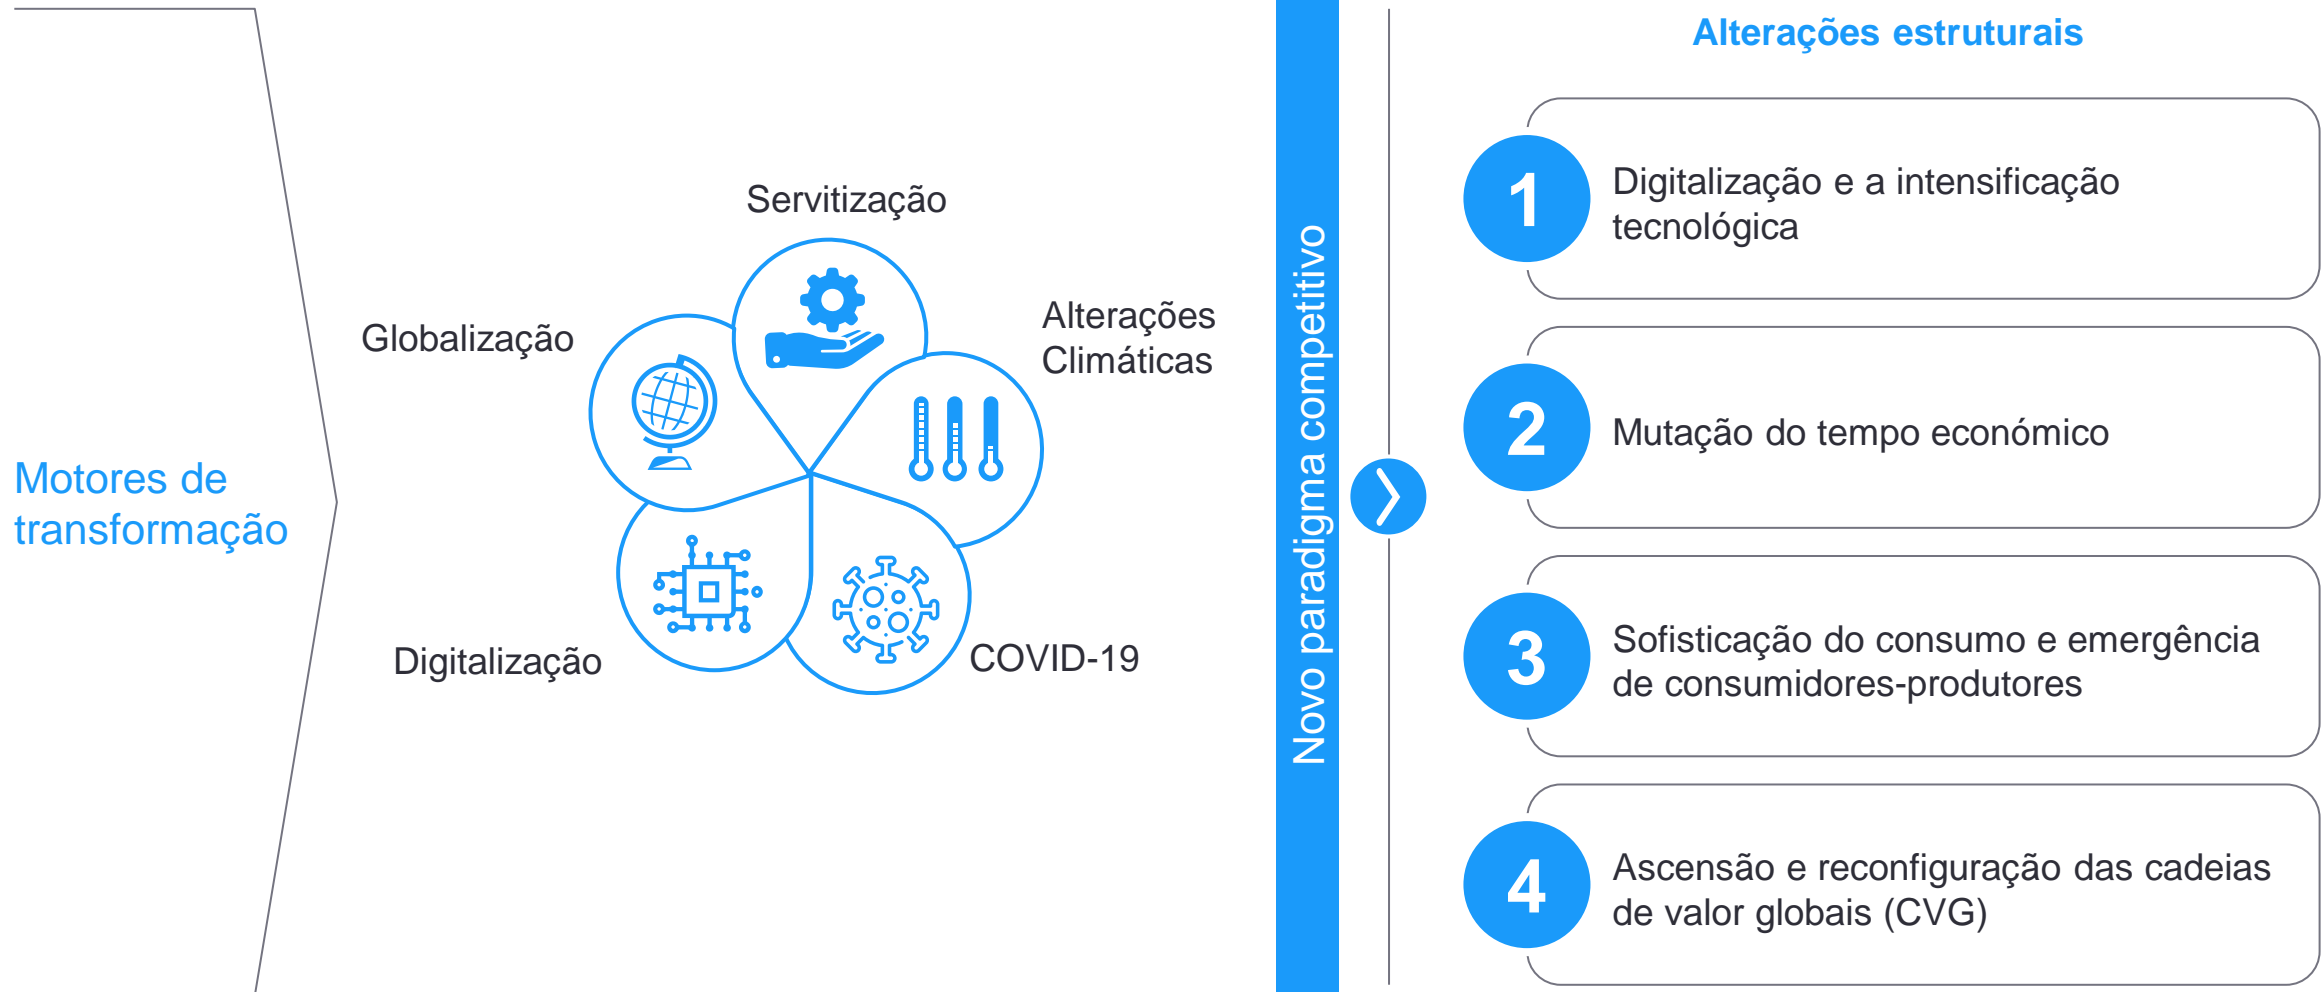 Motores de
transformação
Servitização
Globalização
Alterações
Climáticas
Digitalização
COVID-19
Novo paradigma competitivo
Alterações estruturais
1
Digitalização e a intensificação
tecnológica
2
Mutação do tempo económico
3
Sofisticação do consumo e emergência
de consumidores-produtores
4
Ascensão e reconfiguração das cadeias
de valor globais (CVG)